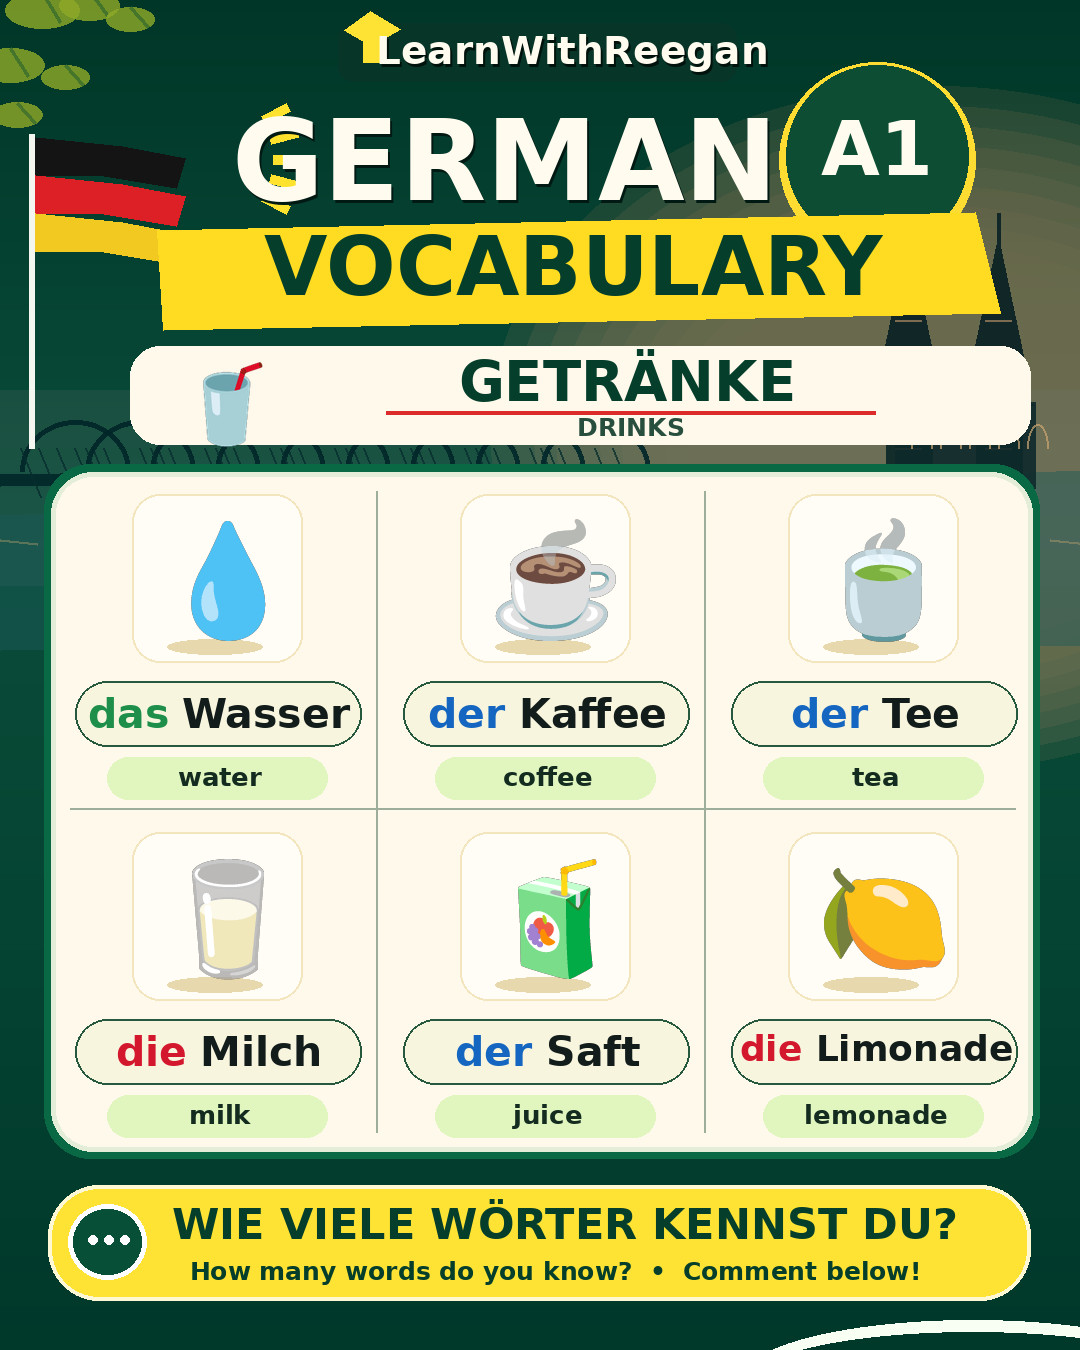 LearnWithReegan
GERMAN
A1
VOCABULARY
GETRÄNKE
DRINKS
das Wasser
der Kaffee
der Tee
water
coffee
tea
die Milch
der Saft
die Limonade
milk
juice
lemonade
WIE VIELE WÖRTER KENNST DU?
How many words do you know? • Comment below!